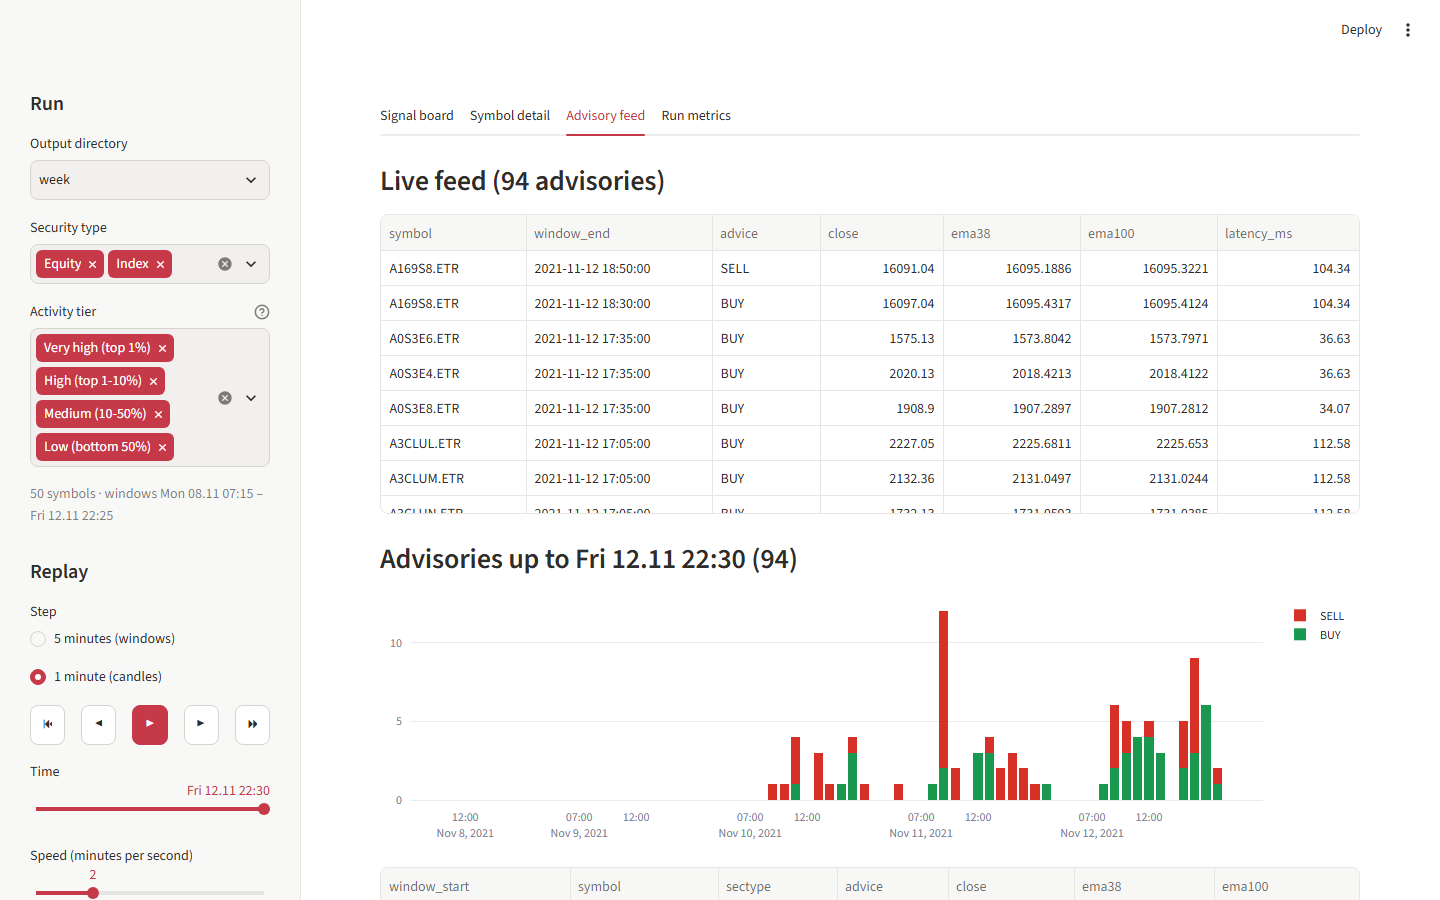 Deploy
Run
Output directory
week
Security type
Equity × Index ×
Activity tier
Very high (top 1%) ×
High (top 1-10%) ×
Medium (10-50%) ×
Low (bottom 50%) ×
50 symbols · windows Mon 08.11 07:15 –
Fri 12.11 22:25
Replay
Step
5 minutes (windows)
1 minute (candles)
Time
Fri 12.11 22:30
Speed (minutes per second)
2
Signal board Symbol detail Advisory feed Run metrics
Live feed (94 advisories)
symbol window_end advice close ema38 ema100 latency_ms
A169S8.ETR 2021-11-12 18:50:00 SELL 16091.04 16095.1886 16095.3221 104.34
A169S8.ETR 2021-11-12 18:30:00 BUY 16097.04 16095.4317 16095.4124 104.34
A0S3E6.ETR 2021-11-12 17:35:00 BUY 1575.13 1573.8042 1573.7971 36.63
A0S3E4.ETR 2021-11-12 17:35:00 BUY 2020.13 2018.4213 2018.4122 36.63
A0S3E8.ETR 2021-11-12 17:35:00 BUY 1908.9 1907.2897 1907.2812 34.07
A3CLUL.ETR 2021-11-12 17:05:00 BUY 2227.05 2225.6811 2225.653 112.58
A3CLUM.ETR 2021-11-12 17:05:00 BUY 2132.36 2131.0497 2131.0244 112.58
Advisories up to Fri 12.11 22:30 (94)
SELL
BUY
10
5
0
12:00 07:00 12:00 07:00 12:00 07:00 12:00 07:00 12:00
Nov 8, 2021 Nov 9, 2021 Nov 10, 2021 Nov 11, 2021 Nov 12, 2021
window_start symbol sectype advice close ema38 ema100